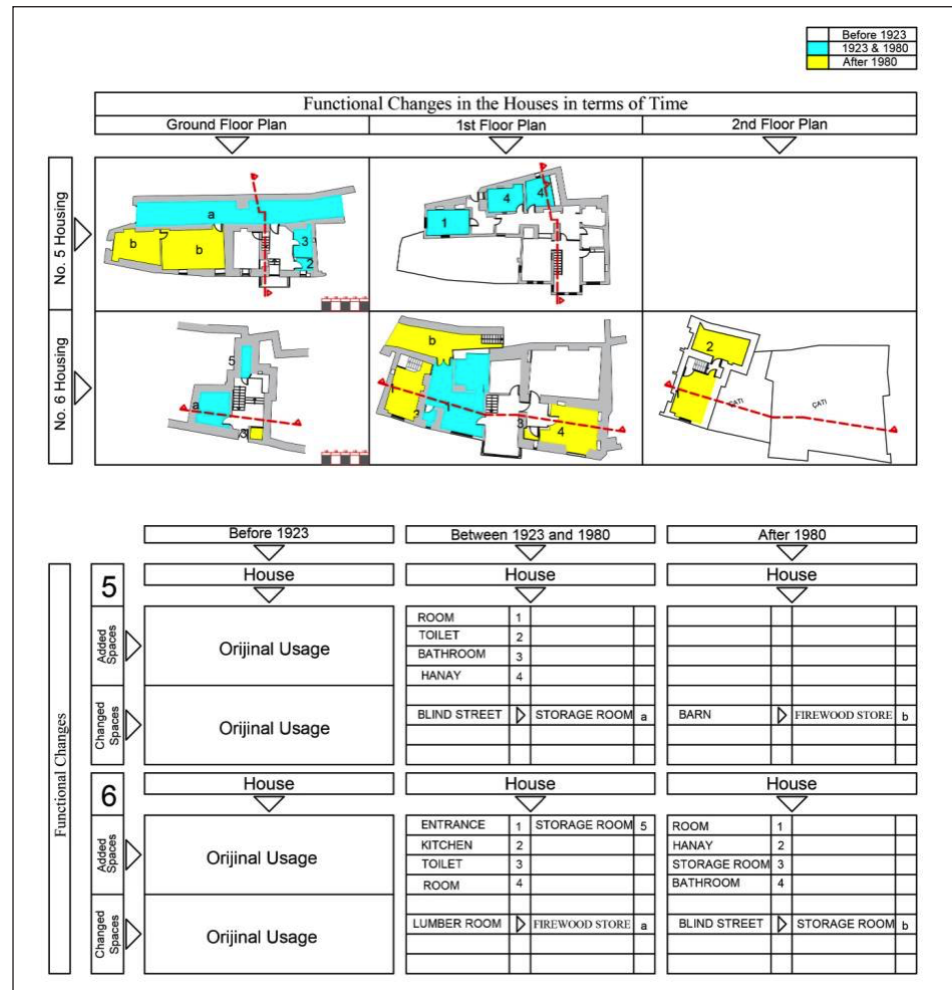 Before 1923
1923 & 1980
After 1980
Functional Changes in the Houses in terms of Time
Ground Floor Plan 1st Floor Plan 2nd Floor Plan
No. 5 Housing
a
b b
3
2
1 4 4
No. 6 Housing
5
a
3
b
1
2
1
3
4
2
1
ÇATI ÇATI
Before 1923 Between 1923 and 1980 After 1980
Functional Changes
5 House House House
Added Spaces
Orijinal Usage
ROOM 1
TOILET 2
BATHROOM 3
HANAY 4
Changed Spaces
Orijinal Usage
BLIND STREET STORAGE ROOM a BARN FIREWOOD STORE b
6 House House House
Added Spaces
Orijinal Usage
ENTRANCE 1 STORAGE ROOM 5 ROOM 1
KITCHEN 2 HANAY 2
TOILET 3 STORAGE ROOM 3
ROOM 4 BATHROOM 4
Changed Spaces
Orijinal Usage
LUMBER ROOM FIREWOOD STORE a BLIND STREET STORAGE ROOM b